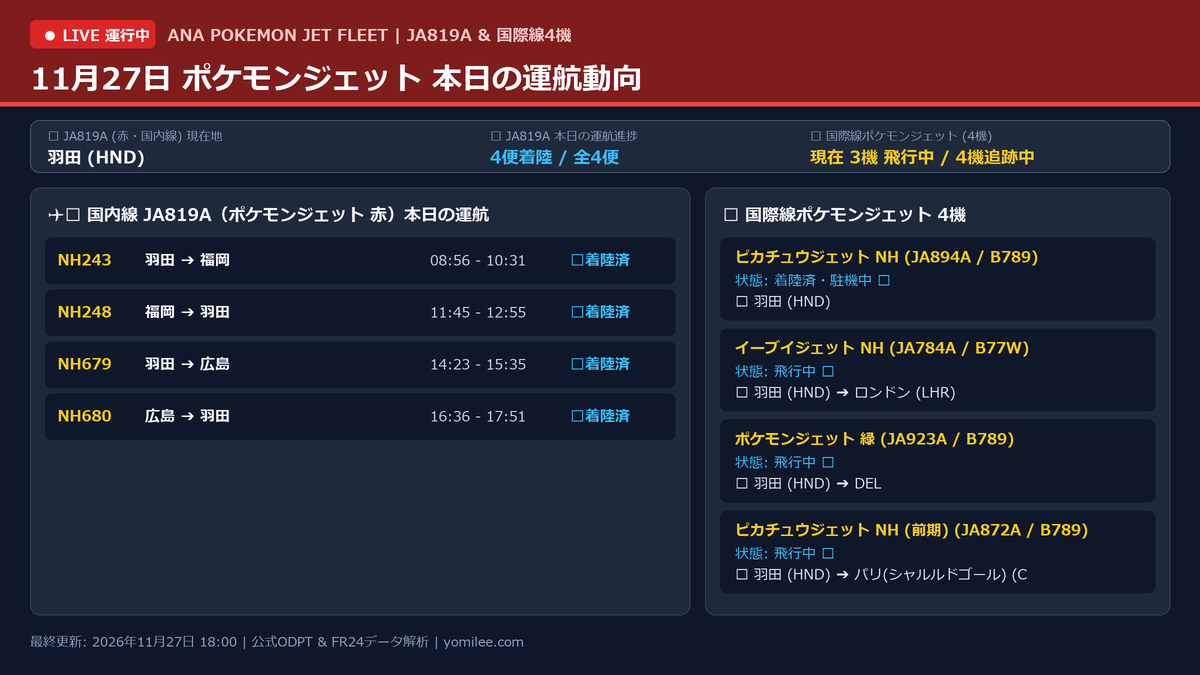 ● LIVE 運行中 ANA POKEMON JET FLEET | JA819A & 国際線4機
11月27日 ポケモンジェット 本日の運航動向
□ JA819A (赤・国内線) 現在地
羽田 (HND)
□ JA819A 本日の運航進捗
4便着陸 / 全4便
□ 国際線ポケモンジェット (4機)
現在 3機 飛行中 / 4機追跡中
✈□ 国内線 JA819A（ポケモンジェット 赤）本日の運航
NH243 羽田 → 福岡 08:56 - 10:31 □着陸済
NH248 福岡 → 羽田 11:45 - 12:55 □着陸済
NH679 羽田 → 広島 14:23 - 15:35 □着陸済
NH680 広島 → 羽田 16:36 - 17:51 □着陸済
□ 国際線ポケモンジェット 4機
ピカチュウジェット NH (JA894A / B789)
状態: 着陸済・駐機中 □
□ 羽田 (HND)
イーブイジェット NH (JA784A / B77W)
状態: 飛行中 □
□ 羽田 (HND) ➔ ロンドン (LHR)
ポケモンジェット 緑 (JA923A / B789)
状態: 飛行中 □
□ 羽田 (HND) ➔ DEL
ピカチュウジェット NH (前期) (JA872A / B789)
状態: 飛行中 □
□ 羽田 (HND) ➔ パリ(シャルルドゴール) (C
最終更新: 2026年11月27日 18:00 | 公式ODPT & FR24データ解析 | yomilee.com